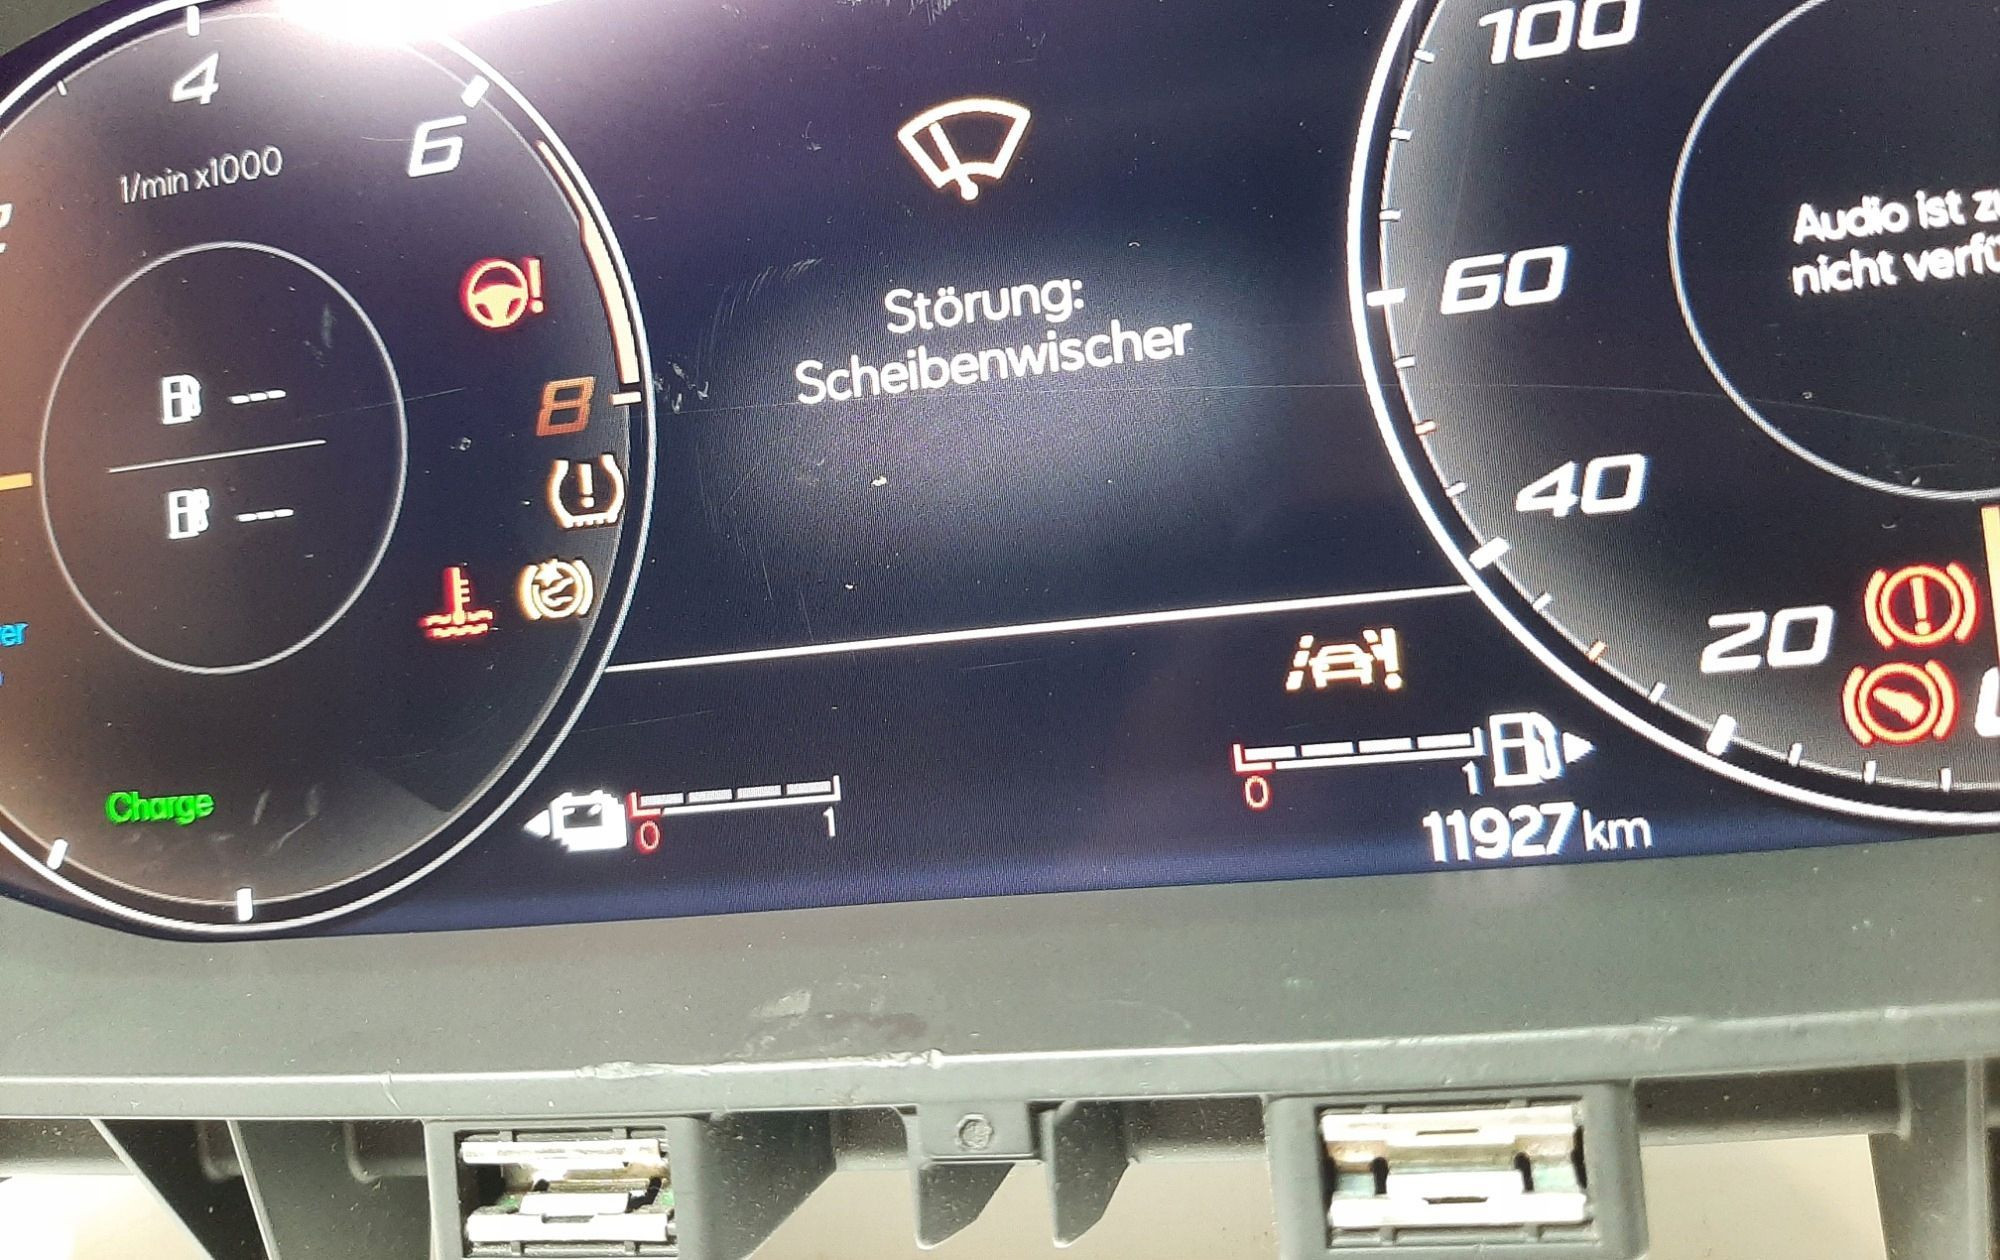 4
6
1/min x1000
8
---
---
Charge
Störung:
Scheibenwischer
0 1
0 1
11927 km
100
60
40
20
Audio ist
nicht